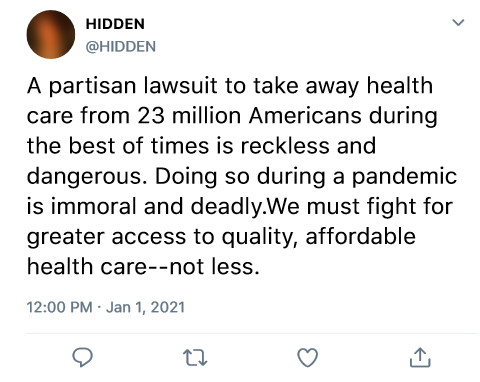 HIDDEN
@HIDDEN
A partisan lawsuit to take away health
care from 23 million Americans during
the best of times is reckless and
dangerous. Doing so during a pandemic
is immoral and deadly.We must fight for
greater access to quality, affordable
health care--not less.
12:00 PM · Jan 1, 2021